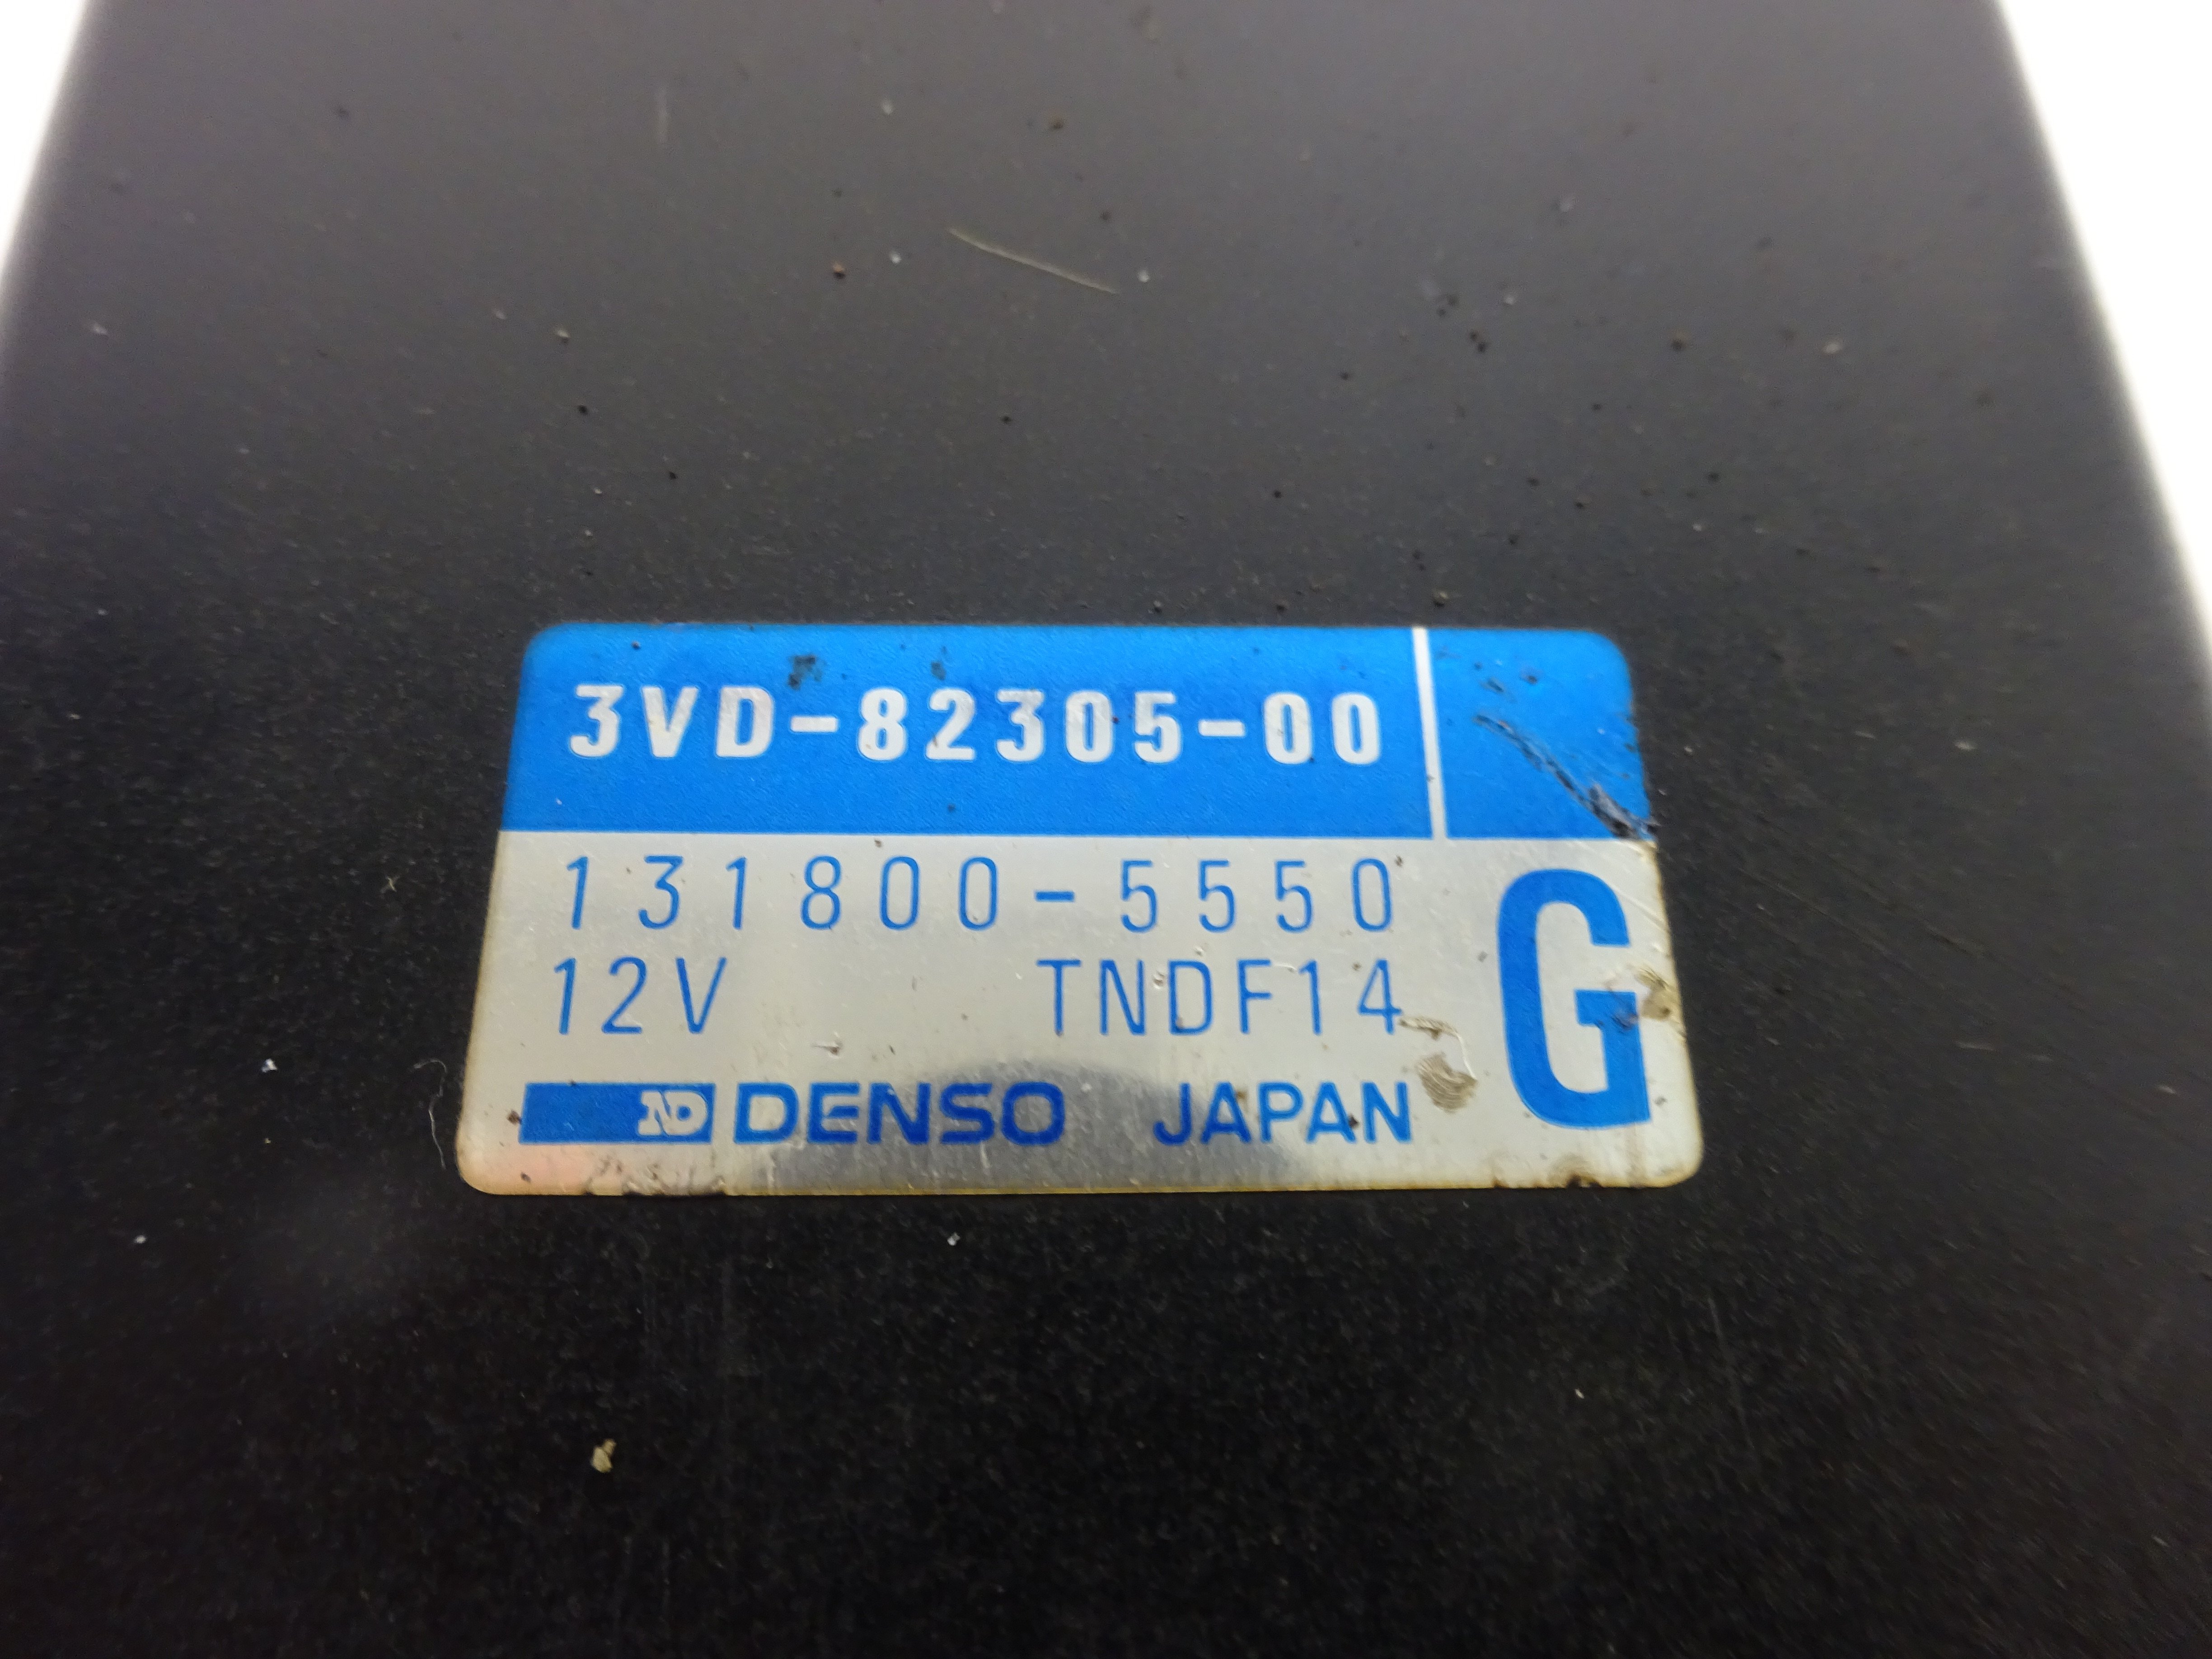 3VD-82305-00
131800-5550
12V TNDF14
G
ND DENSO JAPAN